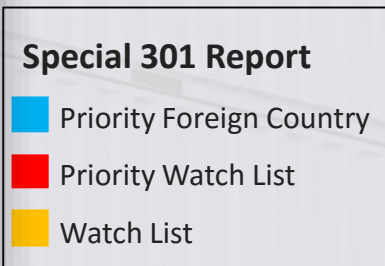 Special 301 Report
Priority Foreign Country
Priority Watch List
Watch List